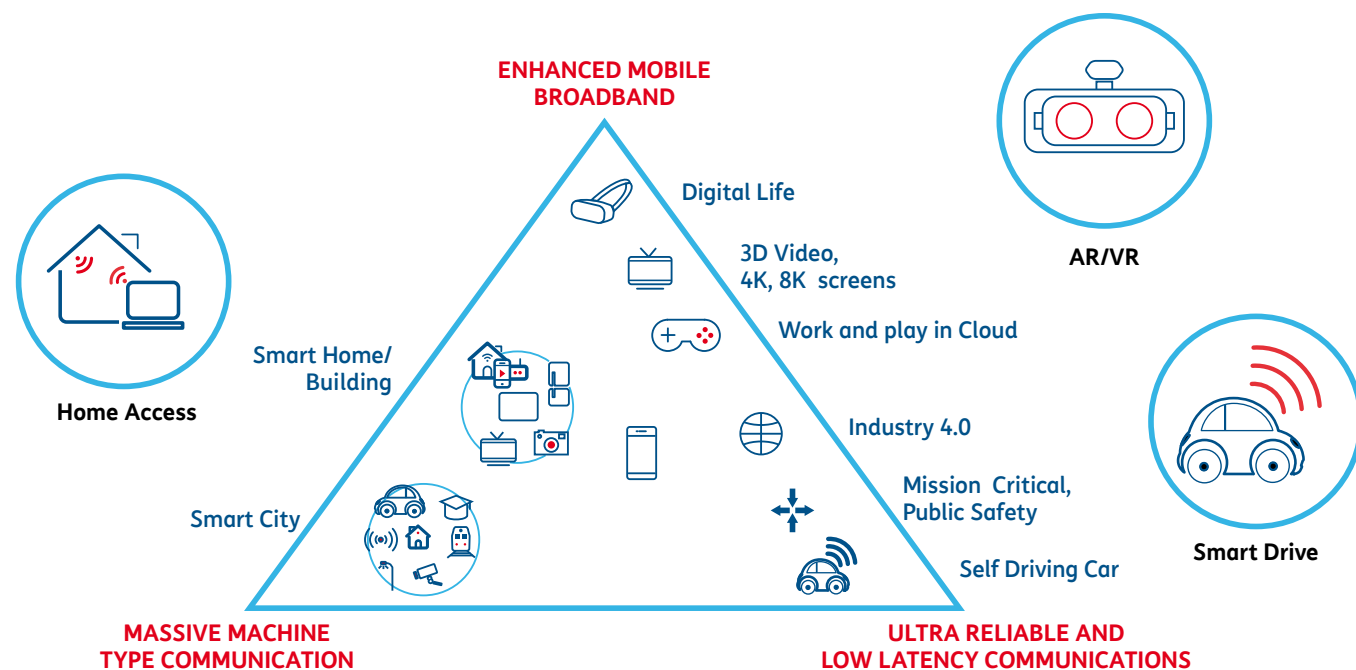 ENHANCED MOBILE
BROADBAND
Digital Life
3D Video,
4K, 8K screens
Work and play in Cloud
Industry 4.0
Mission Critical,
Public Safety
Self Driving Car
Smart Home/
Building
Smart City
MASSIVE MACHINE
TYPE COMMUNICATION
ULTRA RELIABLE AND
LOW LATENCY COMMUNICATIONS
Home Access
AR/VR
Smart Drive